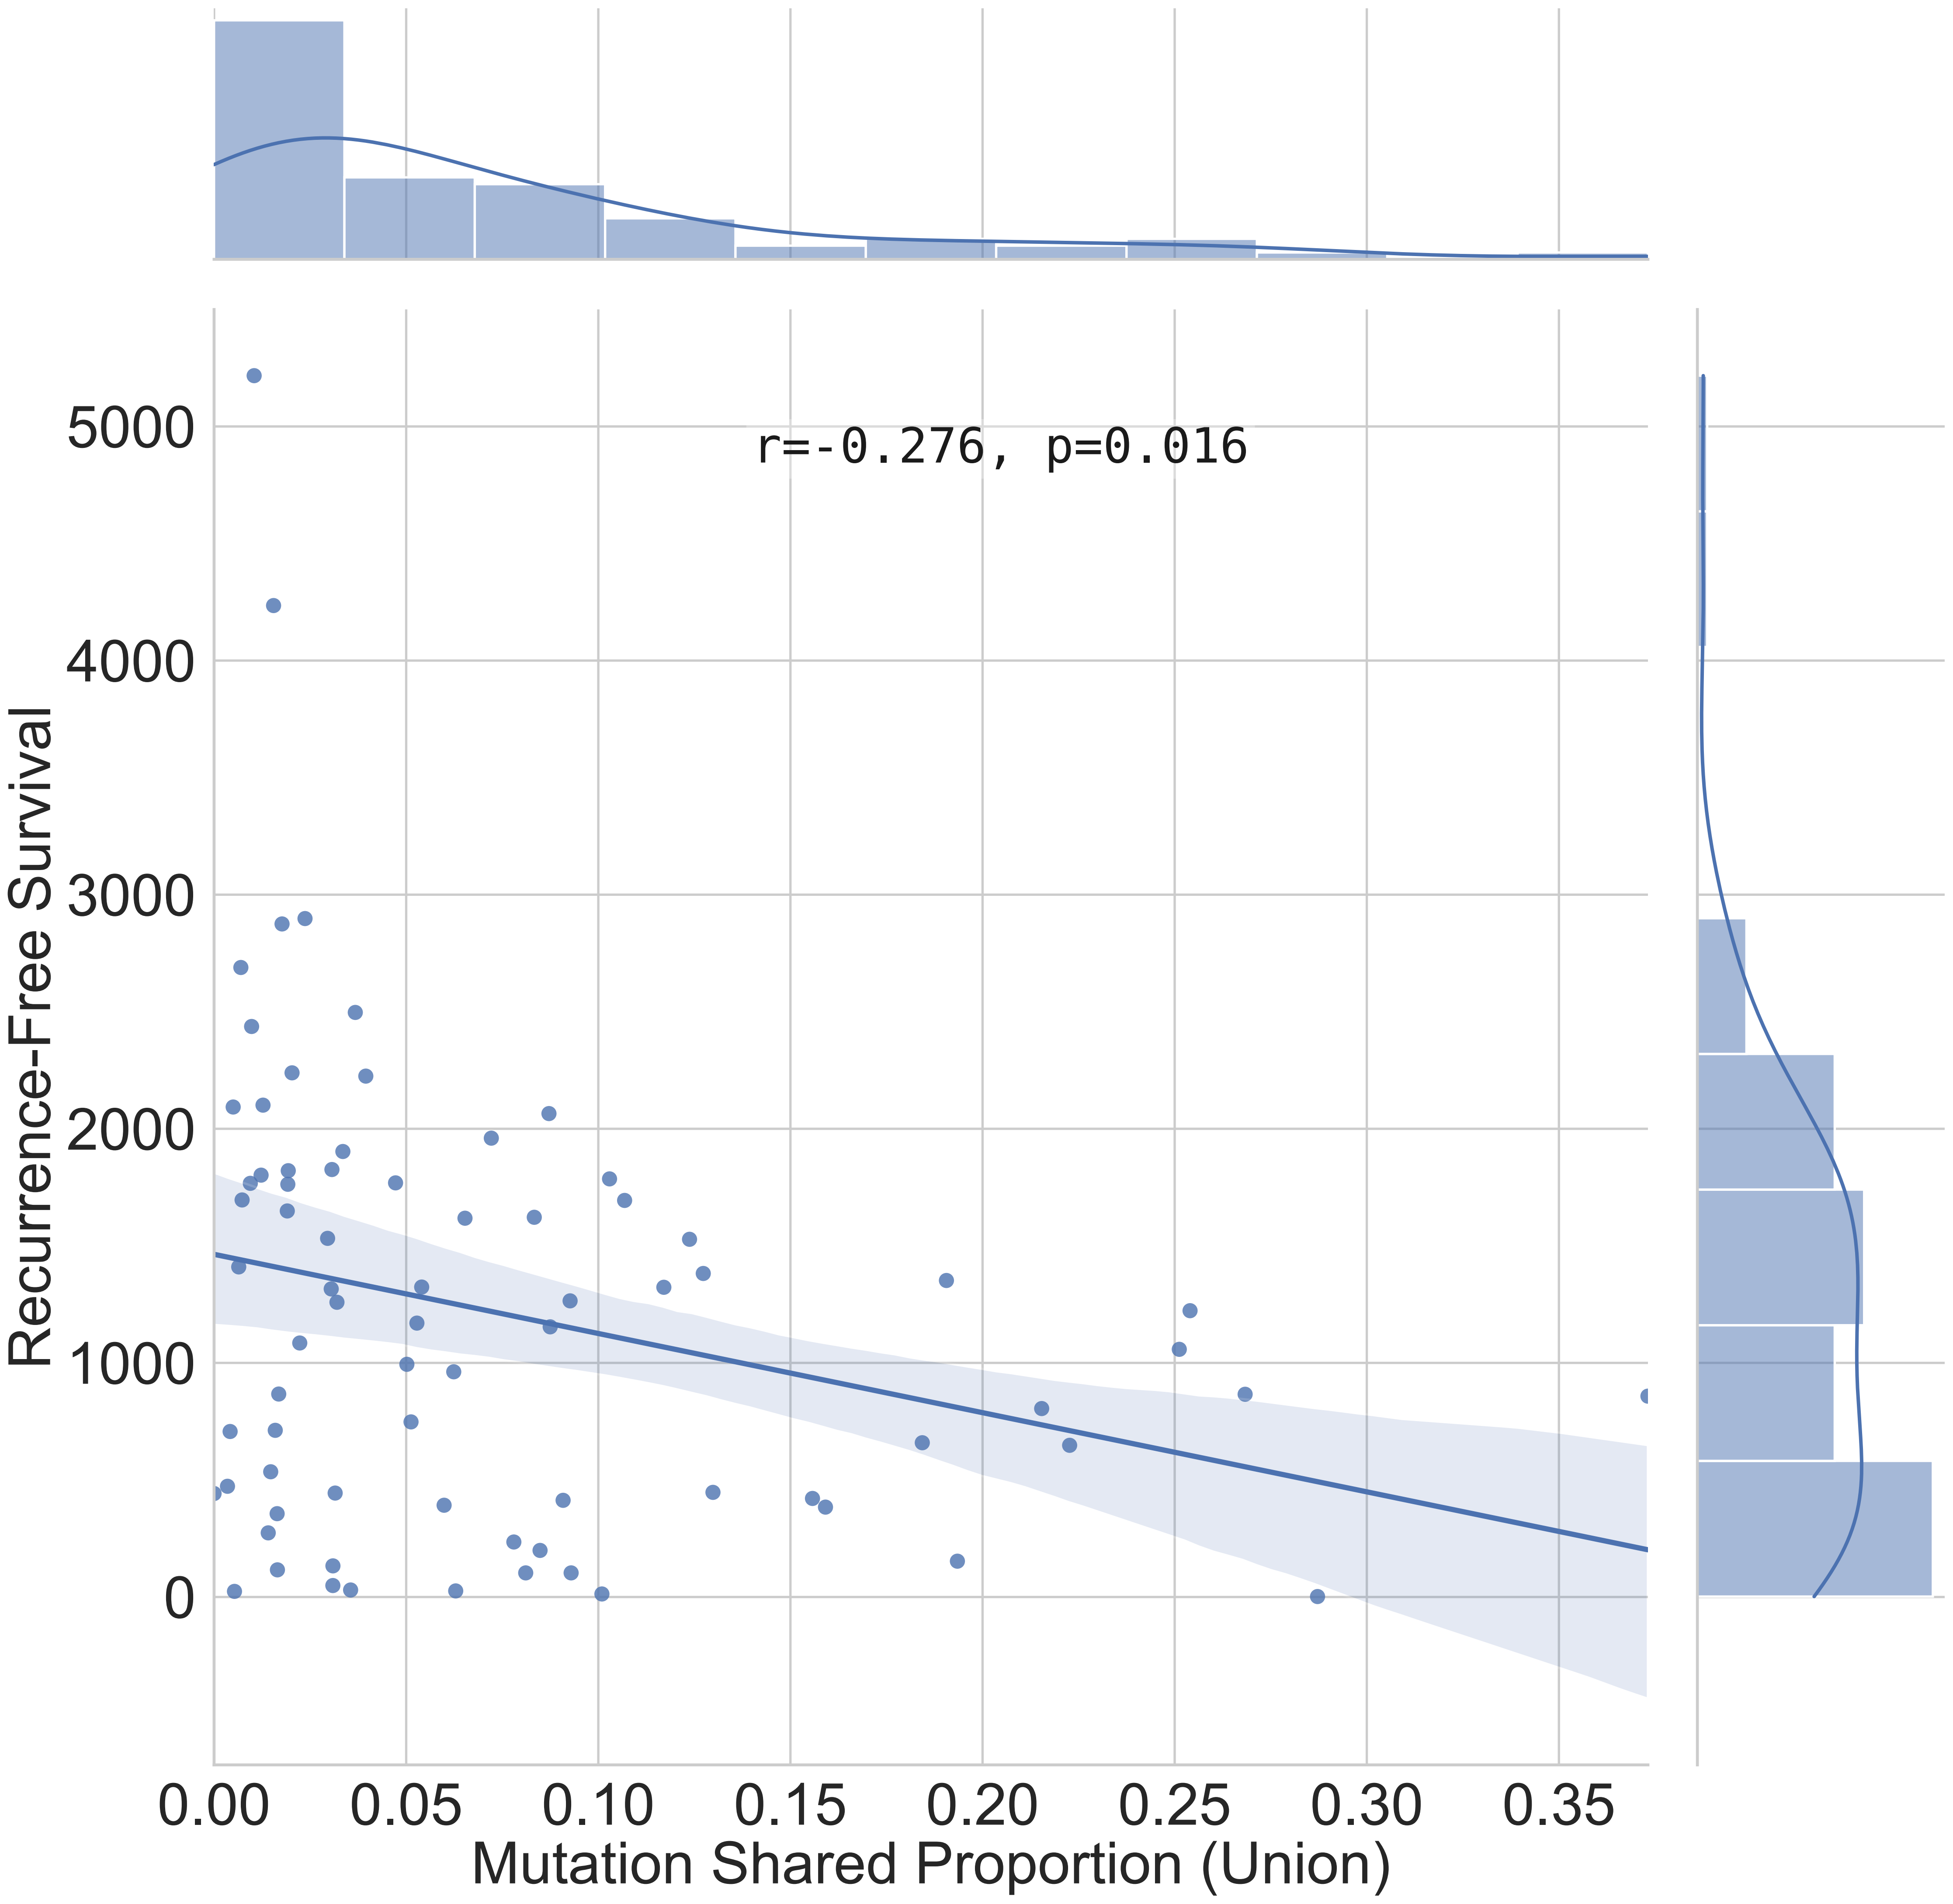 r=-0.276, p=0.016
Recurrence-Free Survival
5000
4000
3000
2000
1000
0
0.00 0.05 0.10 0.15 0.20 0.25 0.30 0.35
Mutation Shared Proportion (Union)